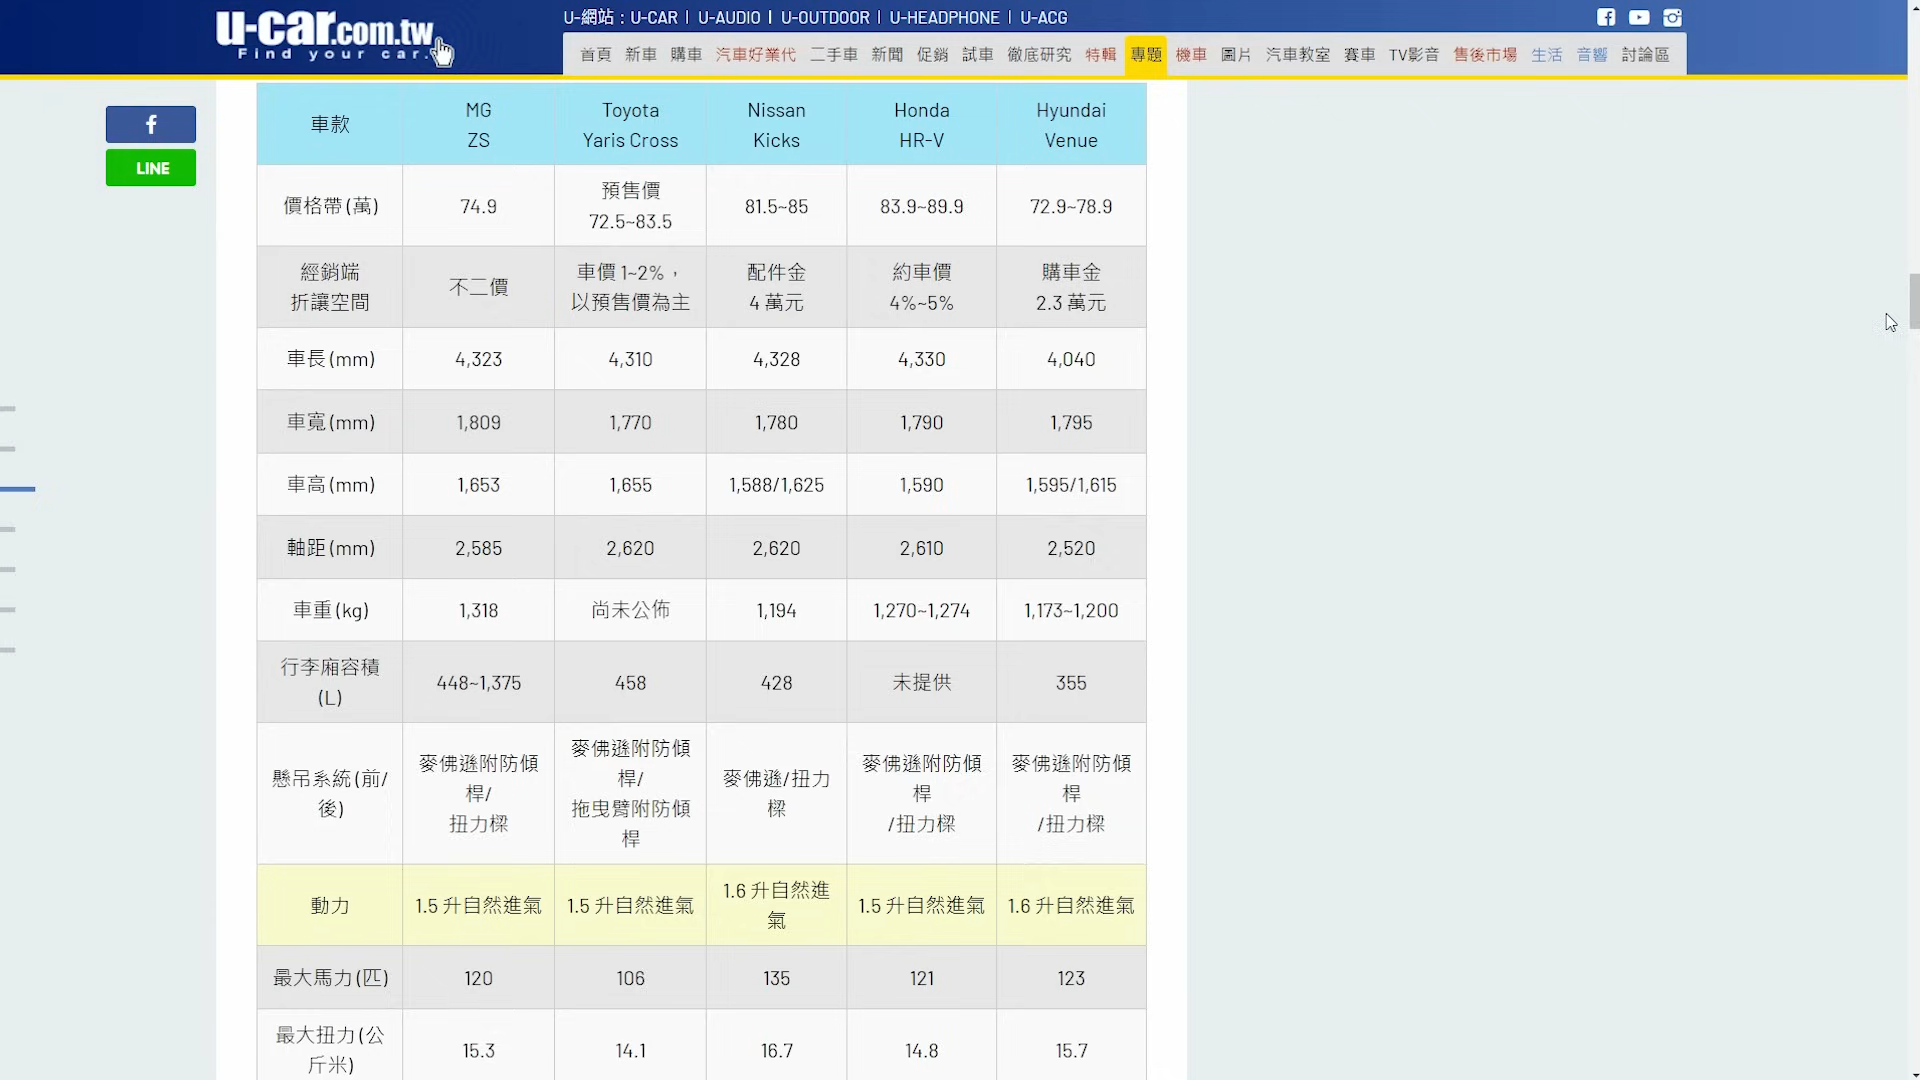 u-car.com.tw
Find your car.
U-網站：U-CAR | U-AUDIO | U-OUTDOOR | U-HEADPHONE | U-ACG
首頁 新車 購車 汽車好業代 二手車 新聞 促銷 試車 徹底研究 特輯 專題 機車 圖片 汽車教室 賽車 TV影音 售後市場 生活 音響 討論區
LINE
車款 MG ZS Toyota Yaris Cross Nissan Kicks Honda HR-V Hyundai Venue
價格帶(萬) 74.9 預售價 72.5~83.5 81.5~85 83.9~89.9 72.9~78.9
經銷端折讓空間 不二價 車價 1~2%，以預售價為主 配件金 4 萬元 約車價 4%~5% 購車金 2.3 萬元
車長(mm) 4,323 4,310 4,328 4,330 4,040
車寬(mm) 1,809 1,770 1,780 1,790 1,795
車高(mm) 1,653 1,655 1,588/1,625 1,590 1,595/1,615
軸距(mm) 2,585 2,620 2,620 2,610 2,520
車重(kg) 1,318 尚未公佈 1,194 1,270~1,274 1,173~1,200
行李廂容積(L) 448~1,375 458 428 未提供 355
懸吊系統(前/後) 麥佛遜附防傾桿/扭力樑 麥佛遜附防傾桿/拖曳臂附防傾桿 麥佛遜/扭力樑 麥佛遜附防傾桿/扭力樑 麥佛遜附防傾桿/扭力樑
動力 1.5 升自然進氣 1.5 升自然進氣 1.6 升自然進氣 1.5 升自然進氣 1.6 升自然進氣
最大馬力(匹) 120 106 135 121 123
最大扭力(公斤米) 15.3 14.1 16.7 14.8 15.7